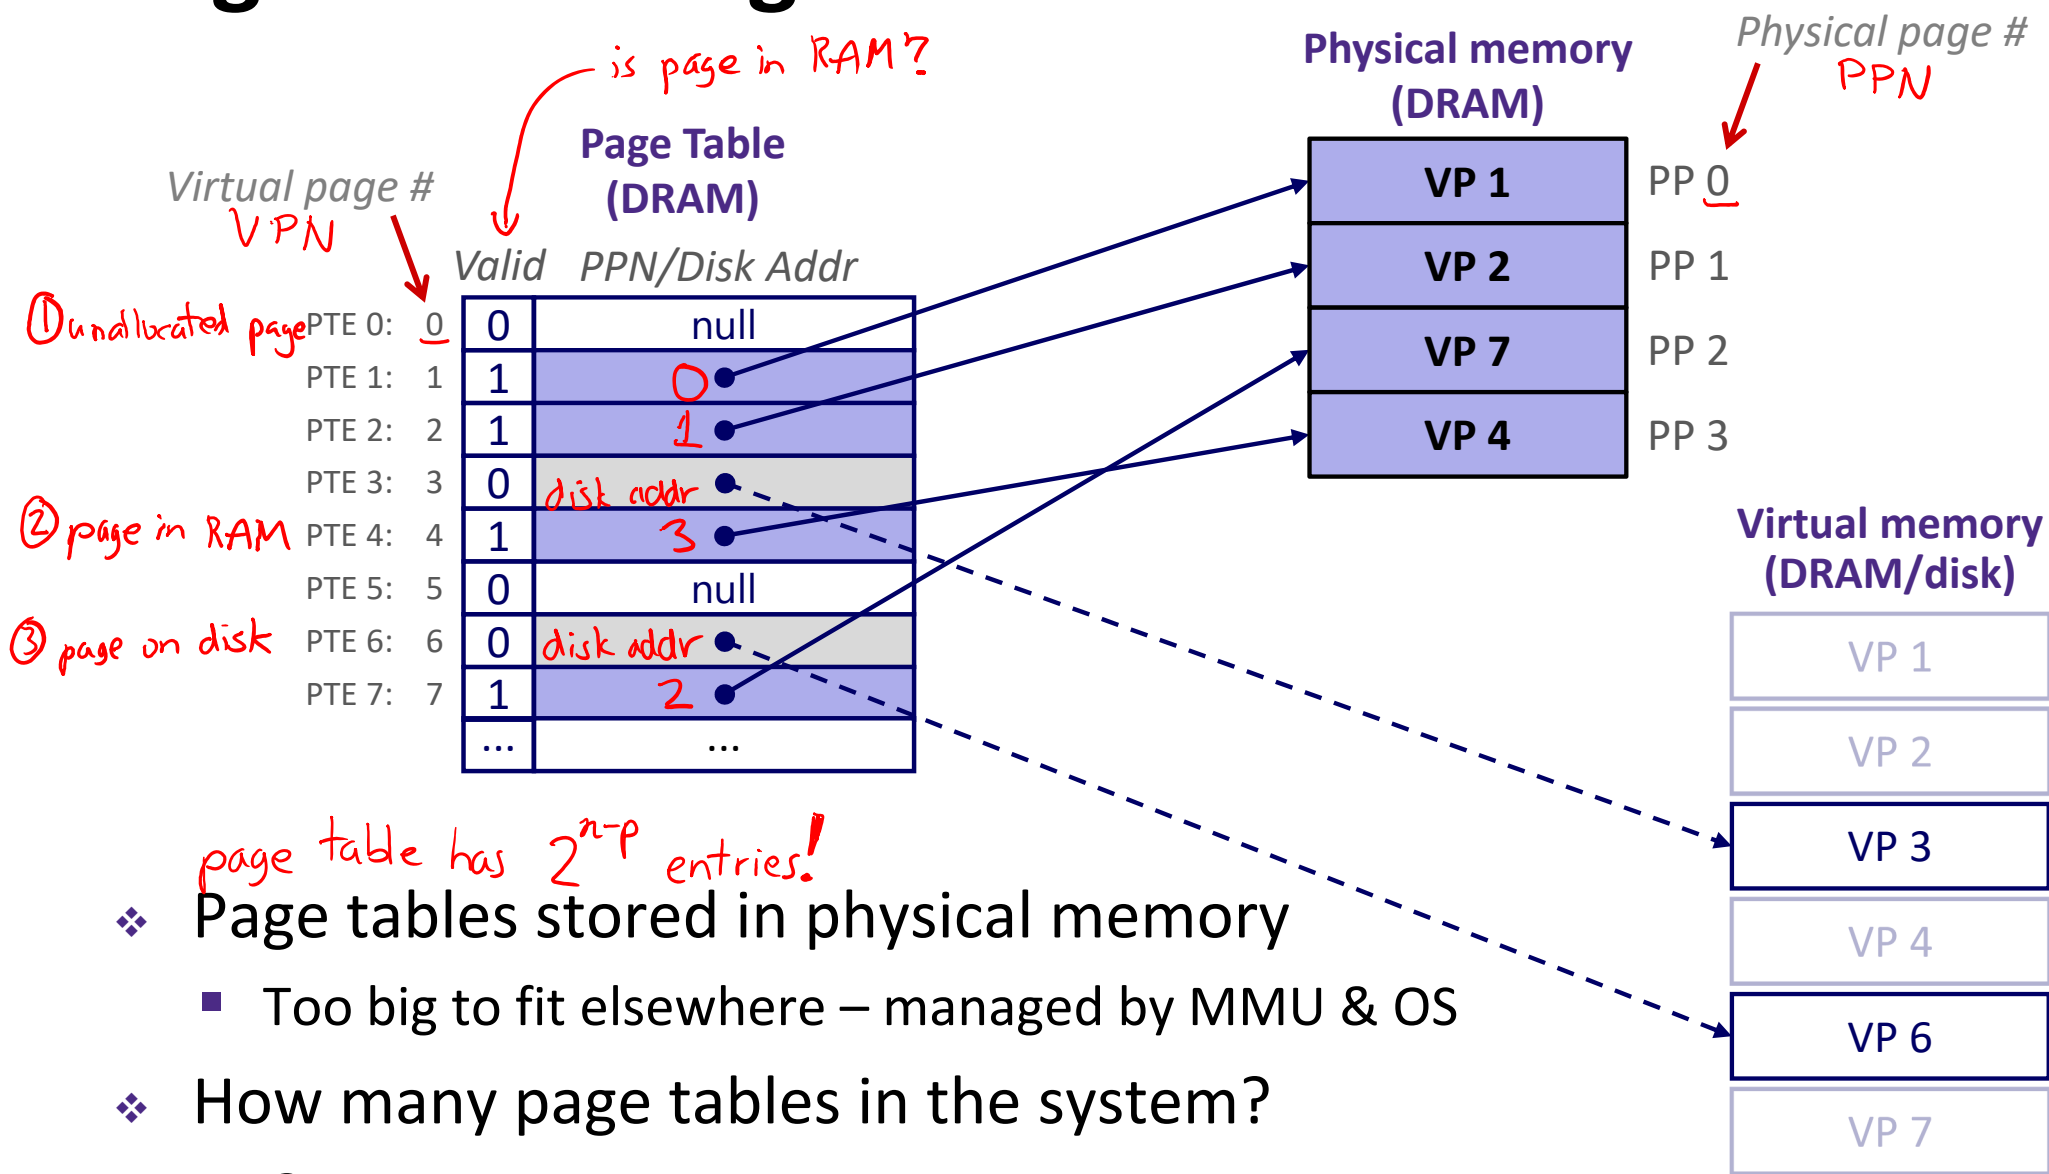 is page in RAM?
Physical memory
(DRAM)
Physical page #
PPN
Page Table
(DRAM)
Virtual page #
VPN
Valid PPN/Disk Addr
① unallocated page PTE 0: 0 0 null
PTE 1: 1 1 0
PTE 2: 2 1 1
PTE 3: 3 0 disk addr
② page in RAM PTE 4: 4 1 3
PTE 5: 5 0 null
③ page on disk PTE 6: 6 0 disk addr
PTE 7: 7 1 2
... ...
VP 1 PP 0
VP 2 PP 1
VP 7 PP 2
VP 4 PP 3
Virtual memory
(DRAM/disk)
VP 1
VP 2
VP 3
VP 4
VP 6
VP 7
page table has 2^n-p entries!
❖ Page tables stored in physical memory
▪ Too big to fit elsewhere – managed by MMU & OS
❖ How many page tables in the system?